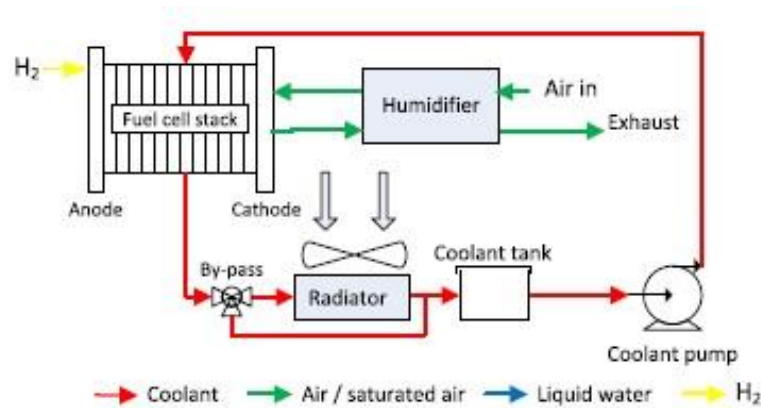 H₂
Fuel cell stack
Humidifier
Air in
Exhaust
Anode
Cathode
By-pass
Radiator
Coolant tank
Coolant pump
Coolant
Air / saturated air
Liquid water
H₂